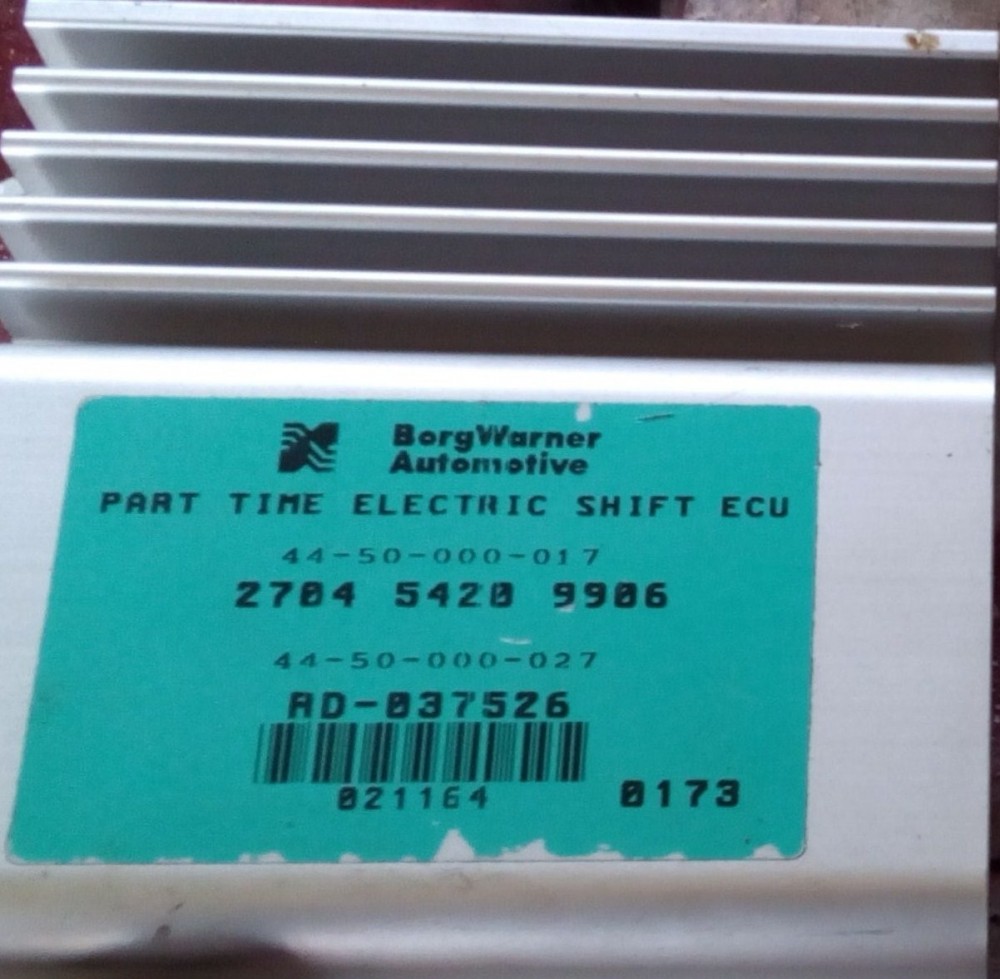 BorgWarner
Automotive
PART TIME ELECTRIC SHIFT ECU
44-50-000-017
2704 5420 9906
44-50-000-027
AD-037526
021164
0173